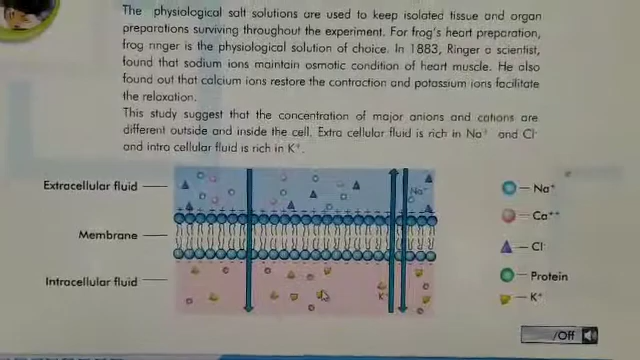 The physiological salt solutions are used to keep isolated tissue and organ
preparations surviving throughout the experiment. For frog's heart preparation,
frog ringer is the physiological solution of choice. In 1883, Ringer a scientist,
found that sodium ions maintain osmotic condition of heart muscle. He also
found out that calcium ions restore the contraction and potassium ions facilitate
the relaxation.
This study suggest that the concentration of major anions and cations are
different outside and inside the cell. Extra cellular fluid is rich in Na⁺ and Cl⁻
and intra cellular fluid is rich in K⁺.
Extracellular fluid
Membrane
Intracellular fluid
Na⁺
K⁺
Na⁺
Ca⁺⁺
Cl⁻
Protein
K⁺
/Off